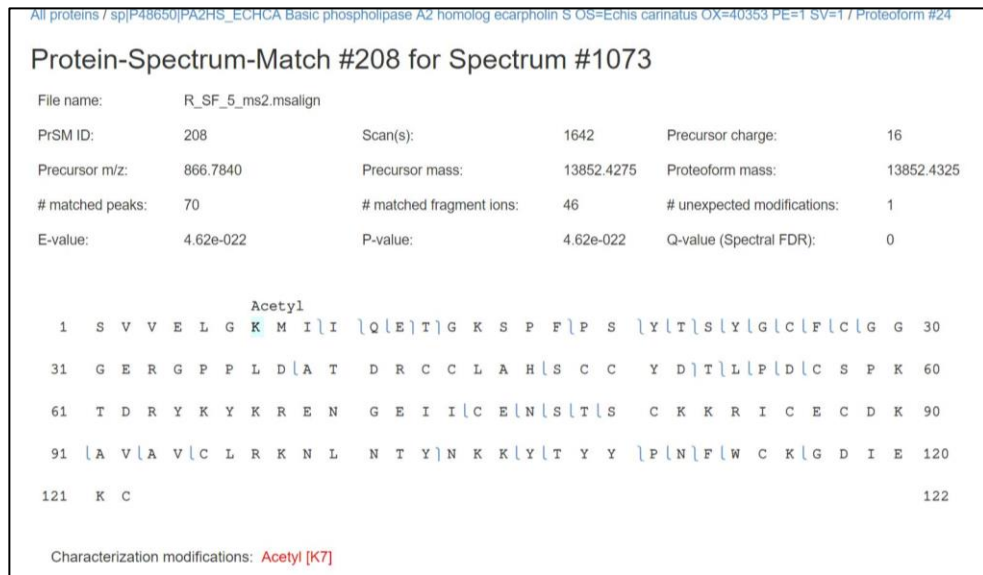 All proteins / sp|P48650|PA2HS_ECHCA Basic phospholipase A2 homolog ecarpholin S OS=Echis carinatus OX=40353 PE=1 SV=1 / Proteoform #24
Protein-Spectrum-Match #208 for Spectrum #1073
File name: R_SF_5_ms2.msalign
PrSM ID: 208 Scan(s): 1642 Precursor charge: 16
Precursor m/z: 866.7840 Precursor mass: 13852.4275 Proteoform mass: 13852.4325
# matched peaks: 70 # matched fragment ions: 46 # unexpected modifications: 1
E-value: 4.62e-022 P-value: 4.62e-022 Q-value (Spectral FDR): 0
Acetyl
1 S V V E L G K M I I Q E T G K S P F P S Y T S Y G C F C G G 30
31 G E R G P P L D A T D R C C L A H S C C Y D T L P D C S P K 60
61 T D R Y K Y K R E N G E I I C E N S T S C K K R I C E C D K 90
91 A V A V C L R K N L N T Y N K K Y T Y Y P N F W C K G D I E 120
121 K C 122
Characterization modifications: Acetyl [K7]